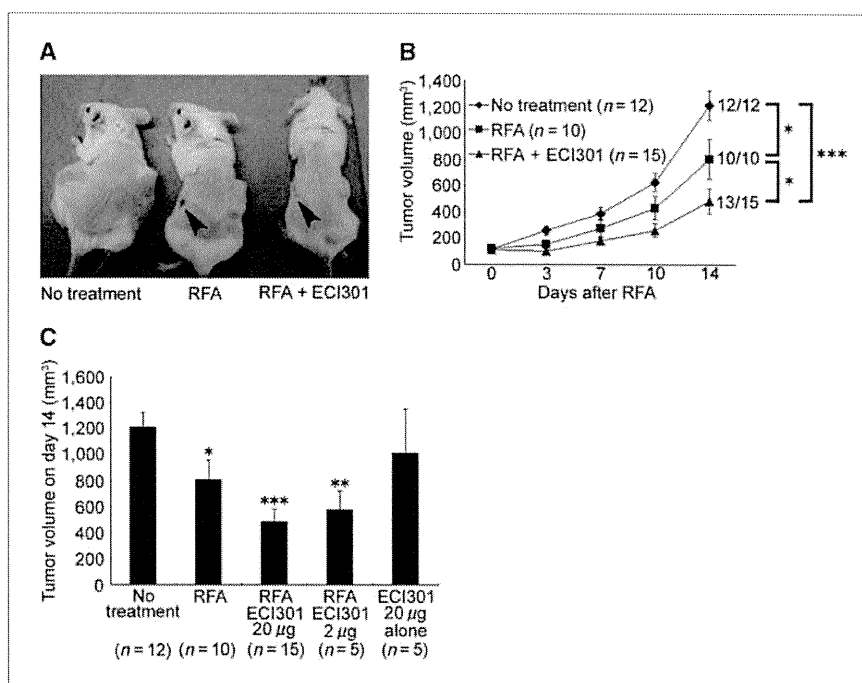 A
No treatment RFA RFA + ECI301
B
Tumor volume (mm³)
1,400
1,200
1,000
800
600
400
200
0
No treatment (n = 12)
RFA (n = 10)
RFA + ECI301 (n = 15)
12/12
10/10
13/15
*
*
***
0 3 7 10 14
Days after RFA
C
Tumor volume on day 14 (mm³)
1,600
1,400
1,200
1,000
800
600
400
200
0
*
***
**
No treatment (n = 12)
RFA (n = 10)
RFA ECI301 20 µg (n = 15)
RFA ECI301 2 µg (n = 5)
ECI301 20 µg alone (n = 5)